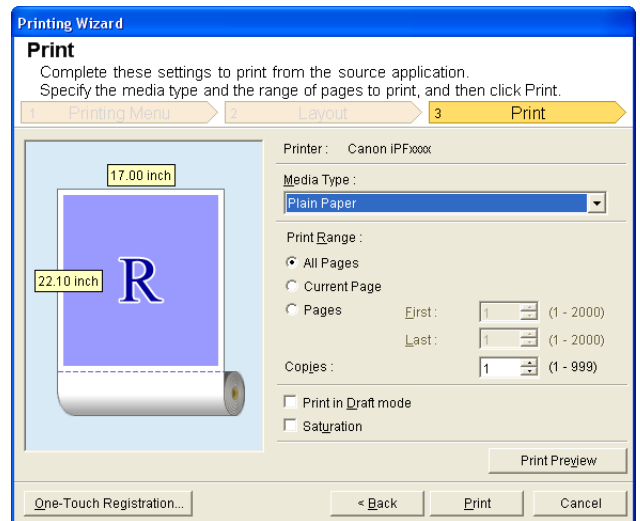 Printing Wizard
Print
Complete these settings to print from the source application.
Specify the media type and the range of pages to print, and then click Print.
1 Printing Menu 2 Layout 3 Print
Printer : Canon iPFxxxx
17.00 inch
22.10 inch
R
Media Type :
Plain Paper
Print Range :
All Pages
Current Page
Pages First : 1 (1 - 2000)
Last : 1 (1 - 2000)
Copies : 1 (1 - 999)
Print in Draft mode
Saturation
Print Preview
One-Touch Registration... < Back Print Cancel